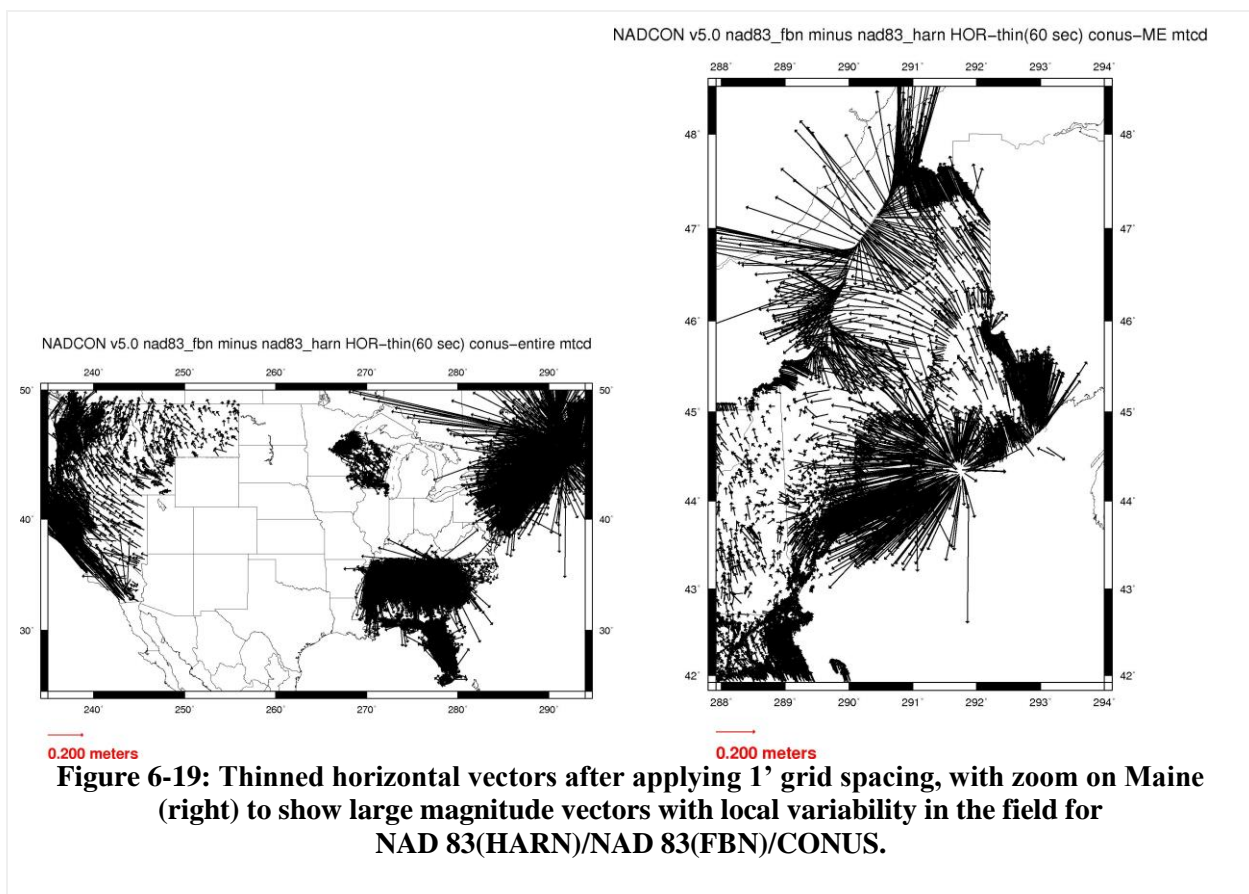 NADCON v5.0 nad83_fbn minus nad83_harn HOR−thin(60 sec) conus−ME mtcd
288˚ 289˚ 290˚ 291˚ 292˚ 293˚ 294˚
48˚ 48˚
47˚ 47˚
46˚ 46˚
45˚ 45˚
44˚ 44˚
43˚ 43˚
42˚ 42˚
288˚ 289˚ 290˚ 291˚ 292˚ 293˚ 294˚
0.200 meters
NADCON v5.0 nad83_fbn minus nad83_harn HOR−thin(60 sec) conus−entire mtcd
240˚ 250˚ 260˚ 270˚ 280˚ 290˚
50˚ 50˚
40˚ 40˚
30˚ 30˚
240˚ 250˚ 260˚ 270˚ 280˚ 290˚
0.200 meters
Figure 6-19: Thinned horizontal vectors after applying 1’ grid spacing, with zoom on Maine
(right) to show large magnitude vectors with local variability in the field for
NAD 83(HARN)/NAD 83(FBN)/CONUS.